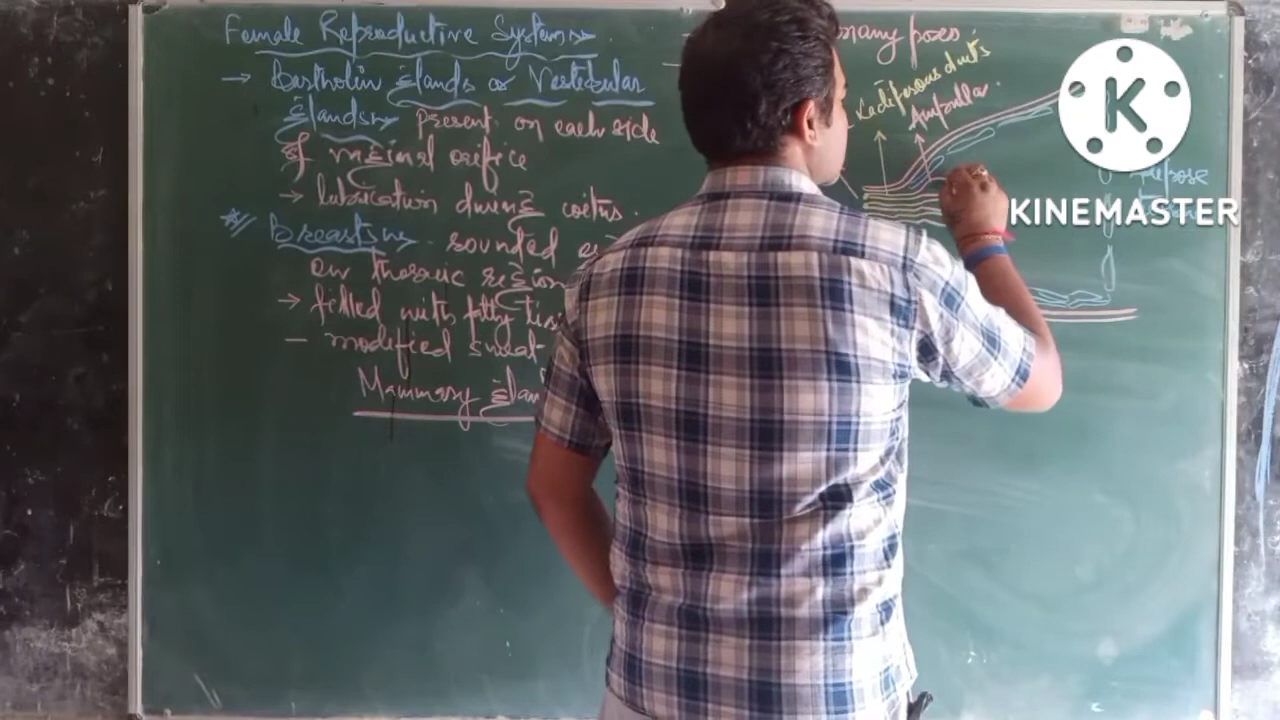 Female Reproductive System
→ Bartholin glands or Vestibular
glands present on each side
of vaginal orifice
→ lubrication during coitus.
Breasts rounded
on thoracic region
→ filled with fatty
– modified sweat
Mammary
many pores
Lactiferous ducts
Ampulla
KINEMASTER